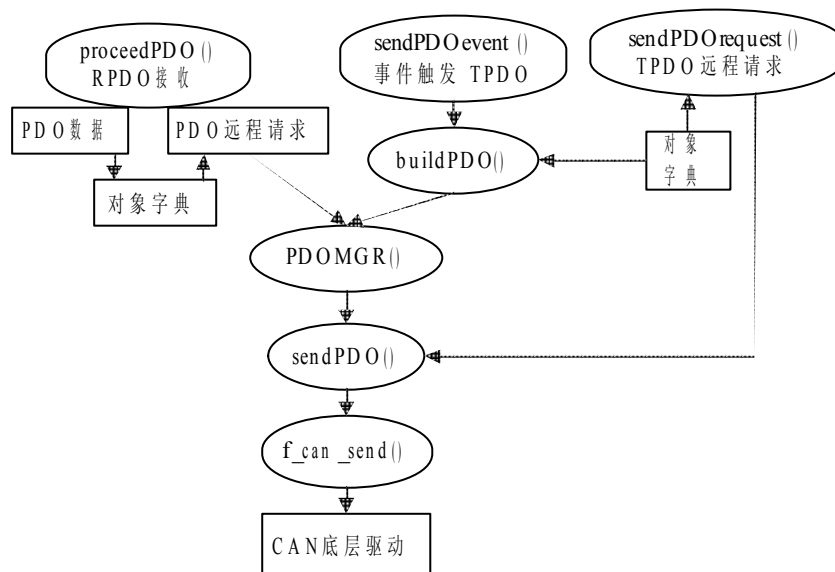 proceedPDO()
RPDO接收
sendPDOevent()
事件触发 TPDO
sendPDOrequest()
TPDO远程请求
PDO数据
PDO远程请求
对象字典
buildPDO()
对象
字典
PDOMGR()
sendPDO()
f_can_send()
CAN底层驱动